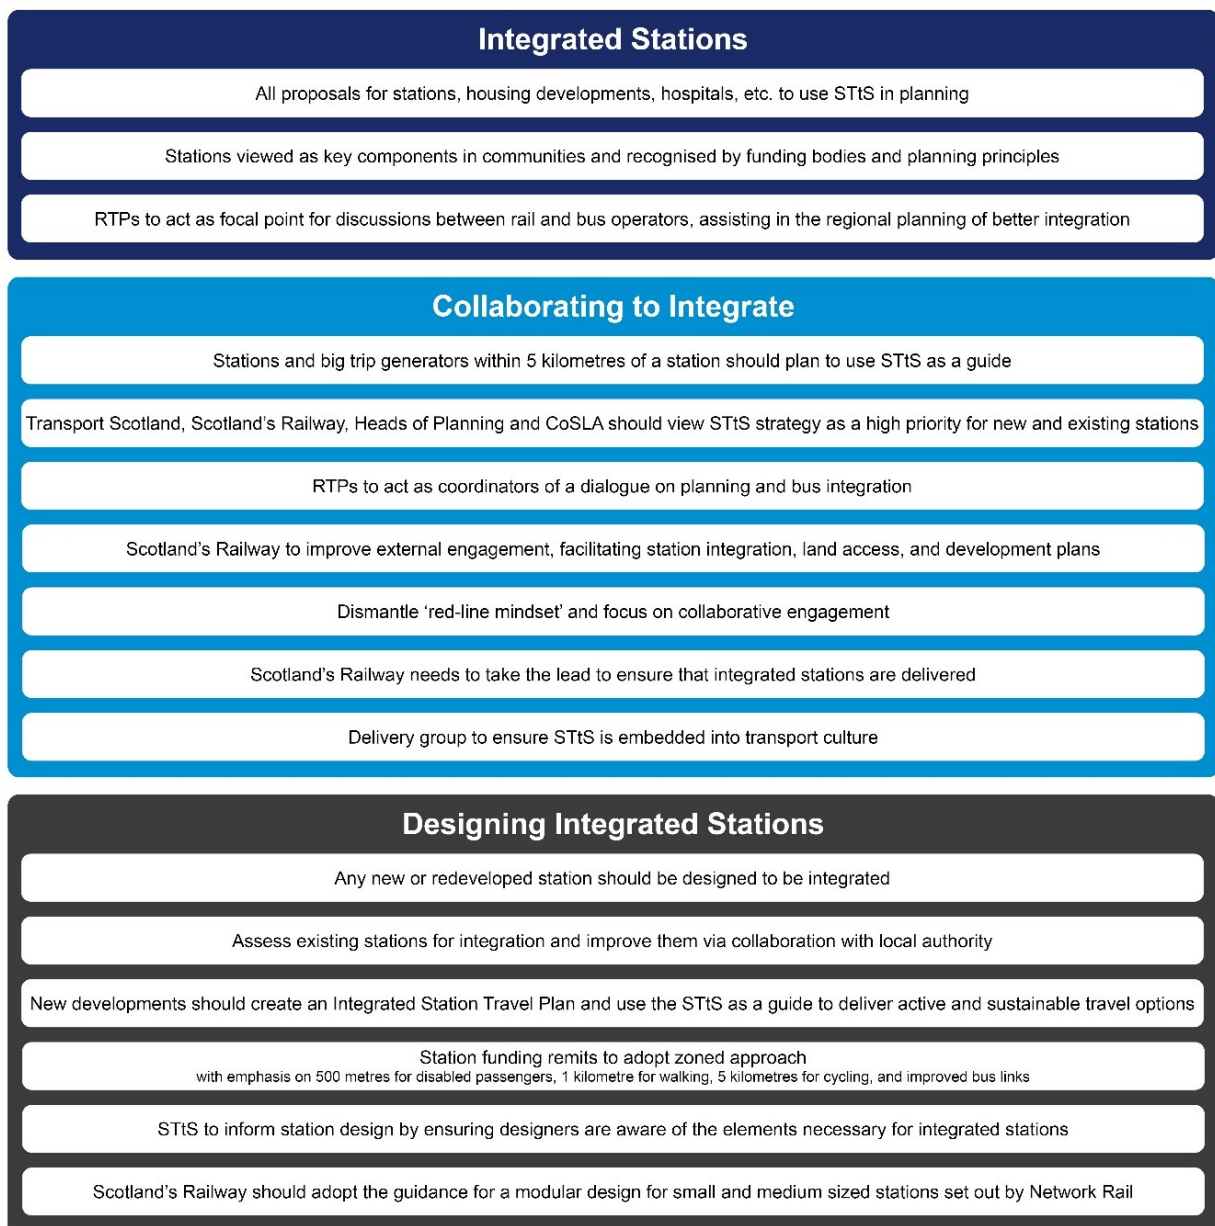 Integrated Stations
All proposals for stations, housing developments, hospitals, etc. to use STtS in planning
Stations viewed as key components in communities and recognised by funding bodies and planning principles
RTPs to act as focal point for discussions between rail and bus operators, assisting in the regional planning of better integration
Collaborating to Integrate
Stations and big trip generators within 5 kilometres of a station should plan to use STtS as a guide
Transport Scotland, Scotland’s Railway, Heads of Planning and CoSLA should view STtS strategy as a high priority for new and existing stations
RTPs to act as coordinators of a dialogue on planning and bus integration
Scotland’s Railway to improve external engagement, facilitating station integration, land access, and development plans
Dismantle ‘red-line mindset’ and focus on collaborative engagement
Scotland’s Railway needs to take the lead to ensure that integrated stations are delivered
Delivery group to ensure STtS is embedded into transport culture
Designing Integrated Stations
Any new or redeveloped station should be designed to be integrated
Assess existing stations for integration and improve them via collaboration with local authority
New developments should create an Integrated Station Travel Plan and use the STtS as a guide to deliver active and sustainable travel options
Station funding remits to adopt zoned approach
with emphasis on 500 metres for disabled passengers, 1 kilometre for walking, 5 kilometres for cycling, and improved bus links
STtS to inform station design by ensuring designers are aware of the elements necessary for integrated stations
Scotland’s Railway should adopt the guidance for a modular design for small and medium sized stations set out by Network Rail